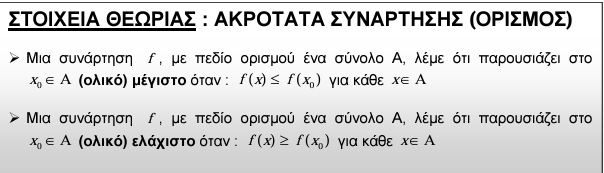 ΣΤΟΙΧΕΙΑ ΘΕΩΡΙΑΣ : ΑΚΡΟΤΑΤΑ ΣΥΝΑΡΤΗΣΗΣ (ΟΡΙΣΜΟΣ)
➢ Μια συνάρτηση f , με πεδίο ορισμού ένα σύνολο Α, λέμε ότι παρουσιάζει στο
x₀ ∈ Α (ολικό) μέγιστο όταν : f(x) ≤ f(x₀) για κάθε x∈ Α
➢ Μια συνάρτηση f , με πεδίο ορισμού ένα σύνολο Α, λέμε ότι παρουσιάζει στο
x₀ ∈ Α (ολικό) ελάχιστο όταν : f(x) ≥ f(x₀) για κάθε x∈ Α